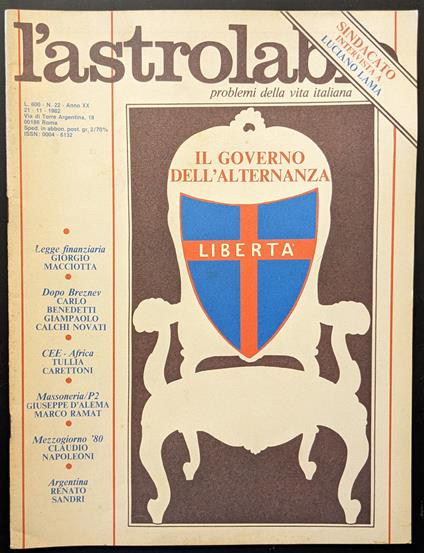 l'astrolabio
problemi della vita italiana
SINDACATO
INTERVISTA A
LUCIANO LAMA
L. 600 - N. 22 - Anno XX
21 - 11 - 1982
Via di Torre Argentina, 18
00186 Roma
Sped. in abbon. post. gr. 2/70%
ISSN: 0004 - 6132
IL GOVERNO
DELL'ALTERNANZA
LIBERTA'
Legge finanziaria
GIORGIO
MACCIOTTA
Dopo Breznev
CARLO
BENEDETTI
GIAMPAOLO
CALCHI NOVATI
CEE - Africa
TULLIA
CARETTONI
Massoneria/P2
GIUSEPPE D'ALEMA
MARCO RAMAT
Mezzogiorno '80
CLAUDIO
NAPOLEONI
Argentina
RENATO
SANDRI